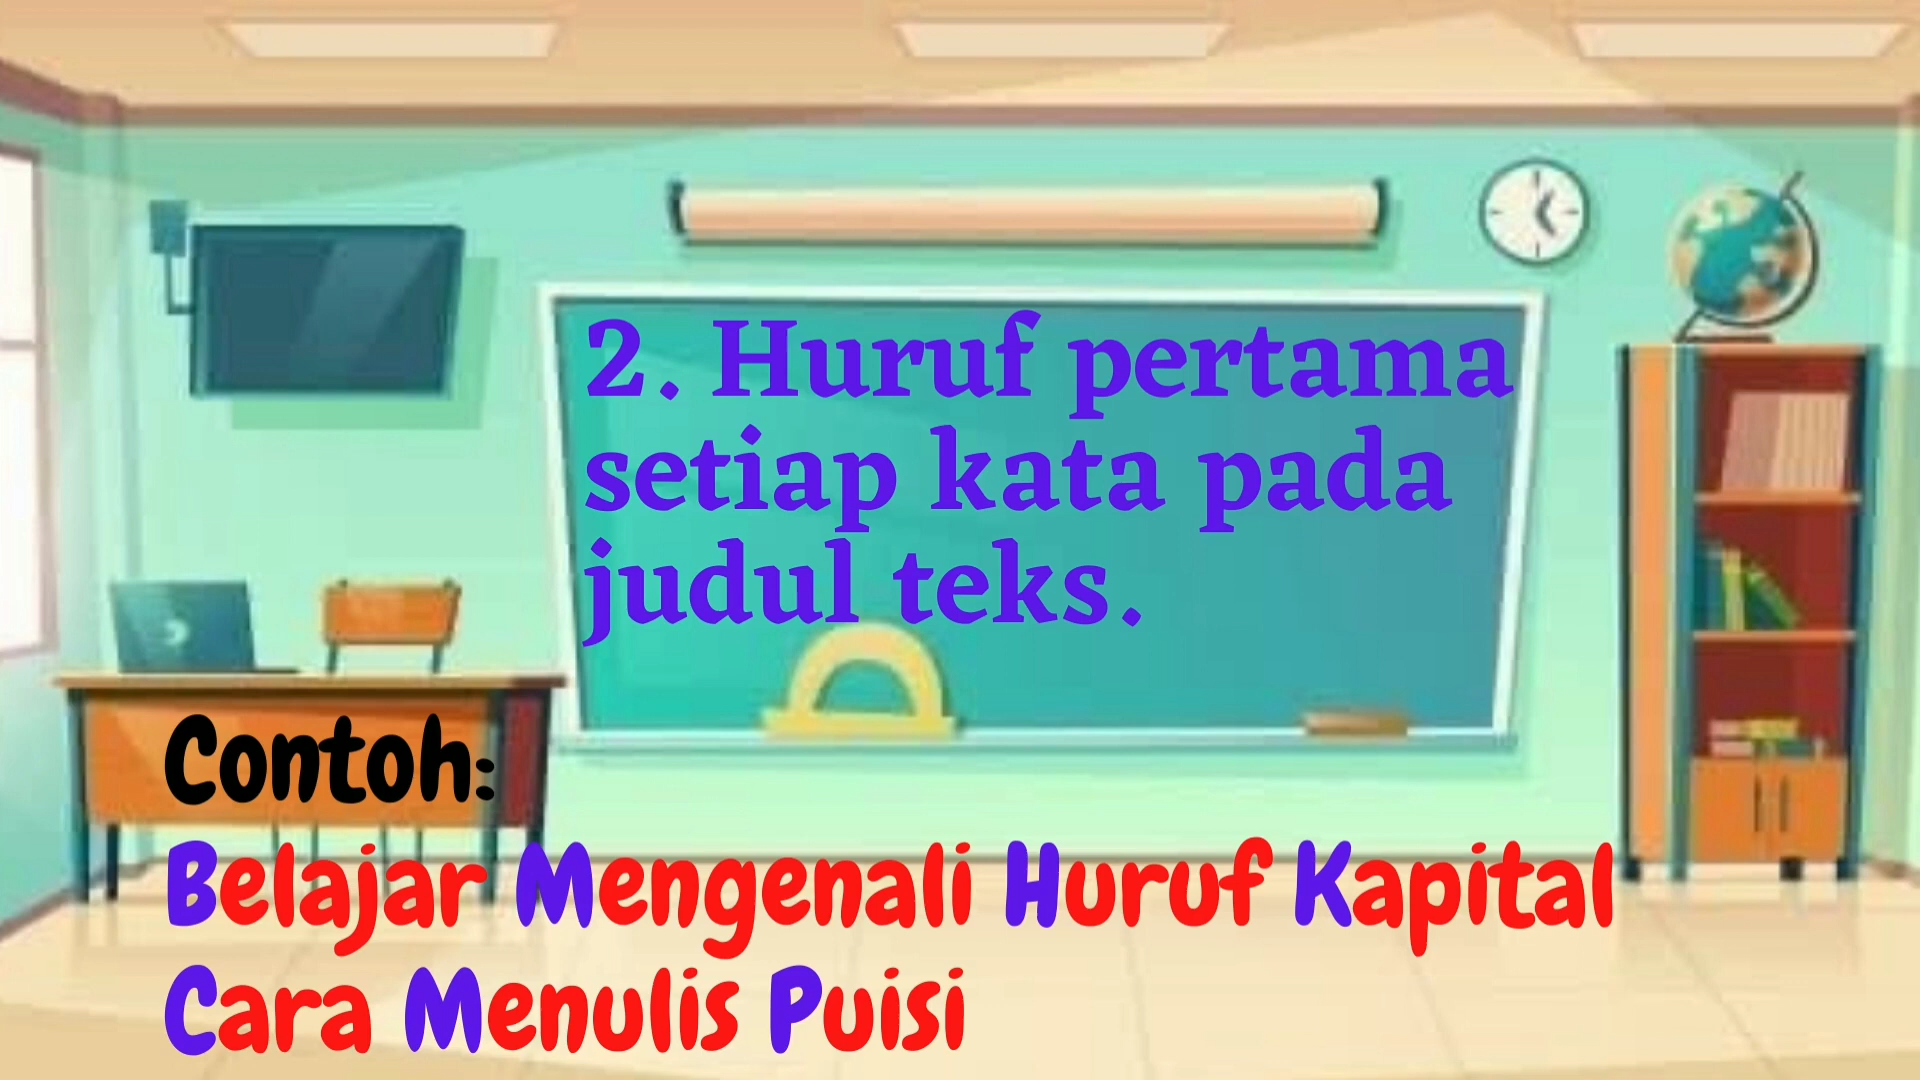 2. Huruf pertama
setiap kata pada
judul teks.
Contoh:
Belajar Mengenali Huruf Kapital
Cara Menulis Puisi